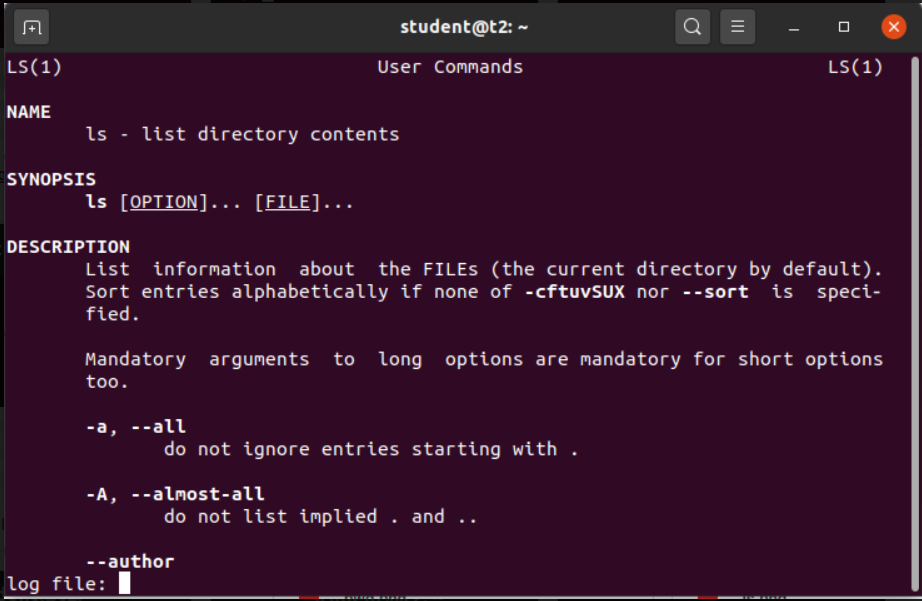 student@t2: ~
LS(1) User Commands LS(1)
NAME
ls - list directory contents
SYNOPSIS
ls [OPTION]... [FILE]...
DESCRIPTION
List information about the FILEs (the current directory by default).
Sort entries alphabetically if none of -cftuvSUX nor --sort is speci-
fied.
Mandatory arguments to long options are mandatory for short options
too.
-a, --all
do not ignore entries starting with .
-A, --almost-all
do not list implied . and ..
--author
log file: